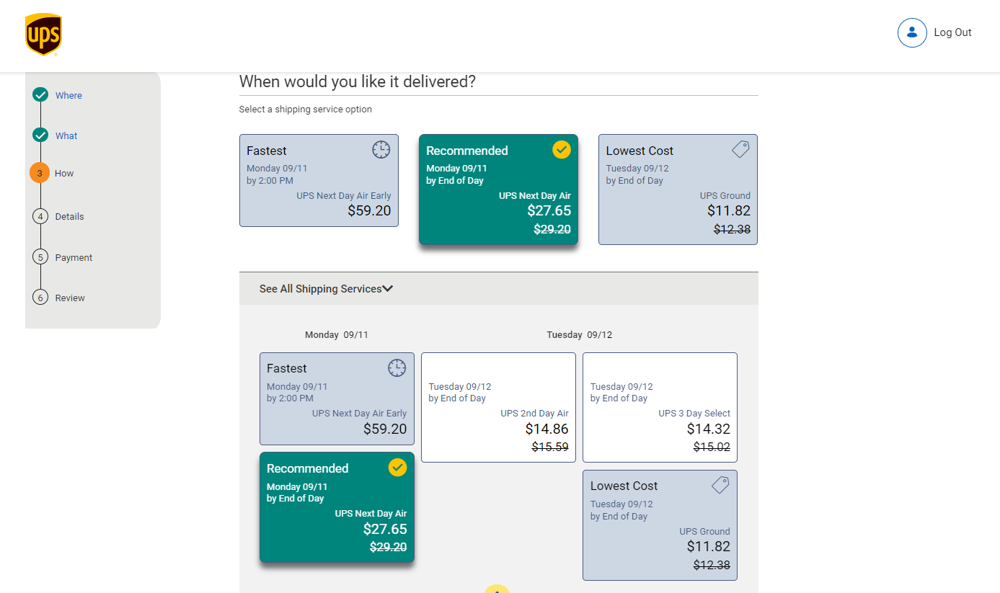 ups
Log Out
Where
What
3 How
4 Details
5 Payment
6 Review
When would you like it delivered?
Select a shipping service option
Fastest
Monday 09/11
by 2:00 PM
UPS Next Day Air Early
$59.20
Recommended
Monday 09/11
by End of Day
UPS Next Day Air
$27.65
$29.20
Lowest Cost
Tuesday 09/12
by End of Day
UPS Ground
$11.82
$12.38
See All Shipping Services
Monday 09/11
Tuesday 09/12
Fastest
Monday 09/11
by 2:00 PM
UPS Next Day Air Early
$59.20
Recommended
Monday 09/11
by End of Day
UPS Next Day Air
$27.65
$29.20
Tuesday 09/12
by End of Day
UPS 2nd Day Air
$14.86
$15.59
Tuesday 09/12
by End of Day
UPS 3 Day Select
$14.32
$15.02
Lowest Cost
Tuesday 09/12
by End of Day
UPS Ground
$11.82
$12.38